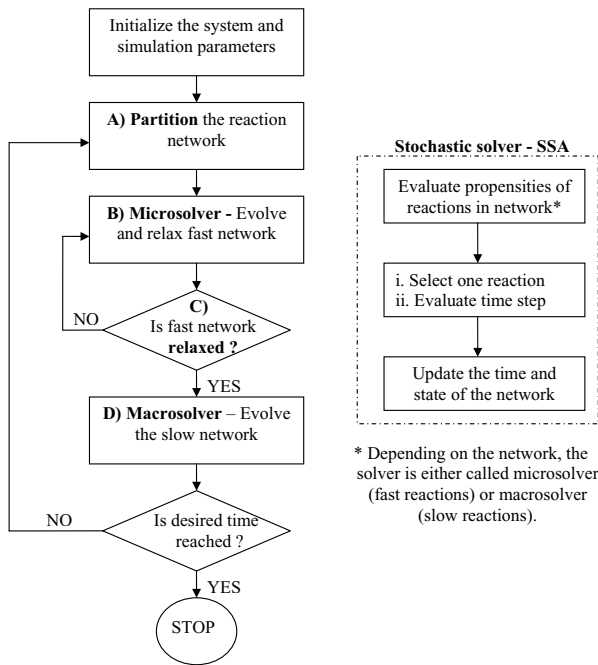 Initialize the system and
simulation parameters
A) Partition the reaction
network
B) Microsolver - Evolve
and relax fast network
C)
Is fast network
relaxed ?
NO
YES
D) Macrosolver – Evolve
the slow network
Is desired time
reached ?
NO
YES
STOP
Stochastic solver - SSA
Evaluate propensities of
reactions in network*
i. Select one reaction
ii. Evaluate time step
Update the time and
state of the network
* Depending on the network, the
solver is either called microsolver
(fast reactions) or macrosolver
(slow reactions).